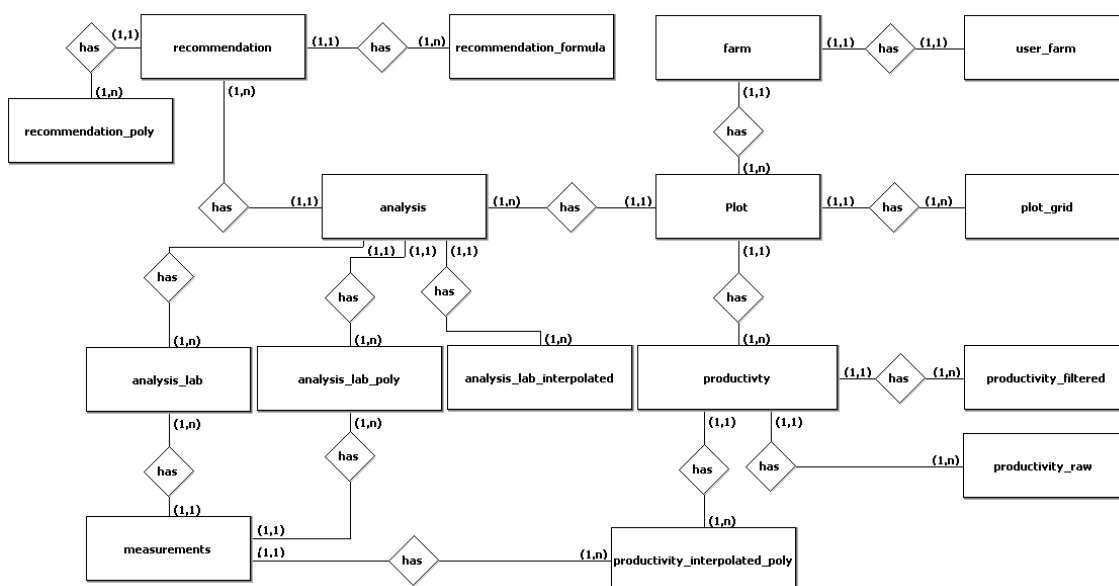 (1,1)
recommendation
(1,1)
has
(1,n)
recommendation_formula
farm
(1,1)
has
(1,1)
user_farm
has
(1,n)
(1,n)
(1,1)
recommendation_poly
has
(1,n)
has
(1,1)
analysis
(1,n)
has
(1,1)
Plot
(1,1)
has
(1,n)
plot_grid
(1,1)
(1,1)
(1,1)
(1,1)
has
has
has
has
(1,n)
(1,n)
(1,n)
(1,n)
analysis_lab
analysis_lab_poly
analysis_lab_interpolated
productivty
(1,1)
has
(1,n)
productivity_filtered
(1,n)
(1,n)
(1,1)
(1,1)
has
has
has
has
(1,n)
productivity_raw
(1,1)
(1,1)
(1,n)
measurements
(1,1)
has
(1,n)
productivity_interpolated_poly